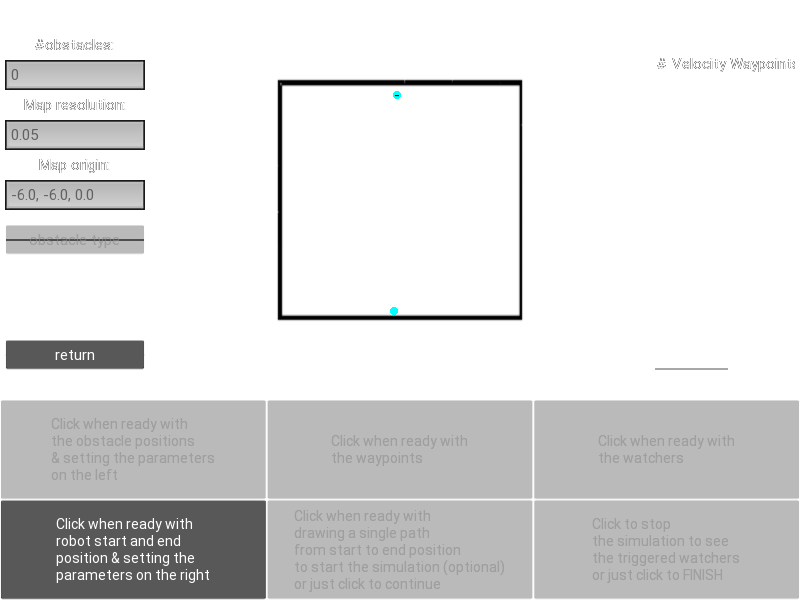 #obstacles:
0
Map resolution:
0.05
Map origin:
-6.0, -6.0, 0.0
obstacle type
return
# Velocity Waypoints
Click when ready with
the obstacle positions
& setting the parameters
on the left
Click when ready with
the waypoints
Click when ready with
the watchers
Click when ready with
robot start and end
position & setting the
parameters on the right
Click when ready with
drawing a single path
from start to end position
to start the simulation (optional)
or just click to continue
Click to stop
the simulation to see
the triggered watchers
or just click to FINISH